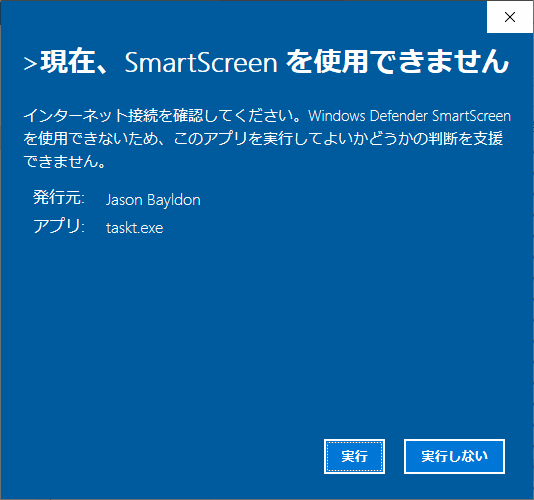 >現在、SmartScreen を使用できません
インターネット接続を確認してください。Windows Defender SmartScreen
を使用できないため、このアプリを実行してよいかどうかの判断を支援
できません。
発行元: Jason Bayldon
アプリ: taskt.exe
実行 実行しない